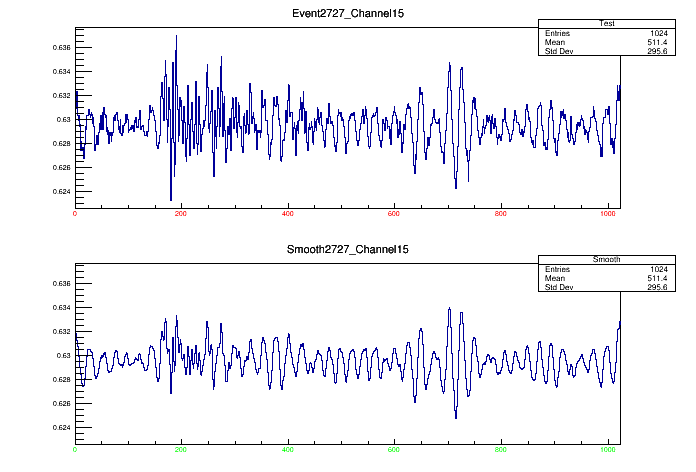 Event2727_Channel15
Test
Entries 1024
Mean 511.4
Std Dev 295.6
0.636
0.634
0.632
0.63
0.628
0.626
0.624
0 200 400 600 800 1000
Smooth2727_Channel15
Smooth
Entries 1024
Mean 511.4
Std Dev 295.6
0.636
0.634
0.632
0.63
0.628
0.626
0.624
0 200 400 600 800 1000